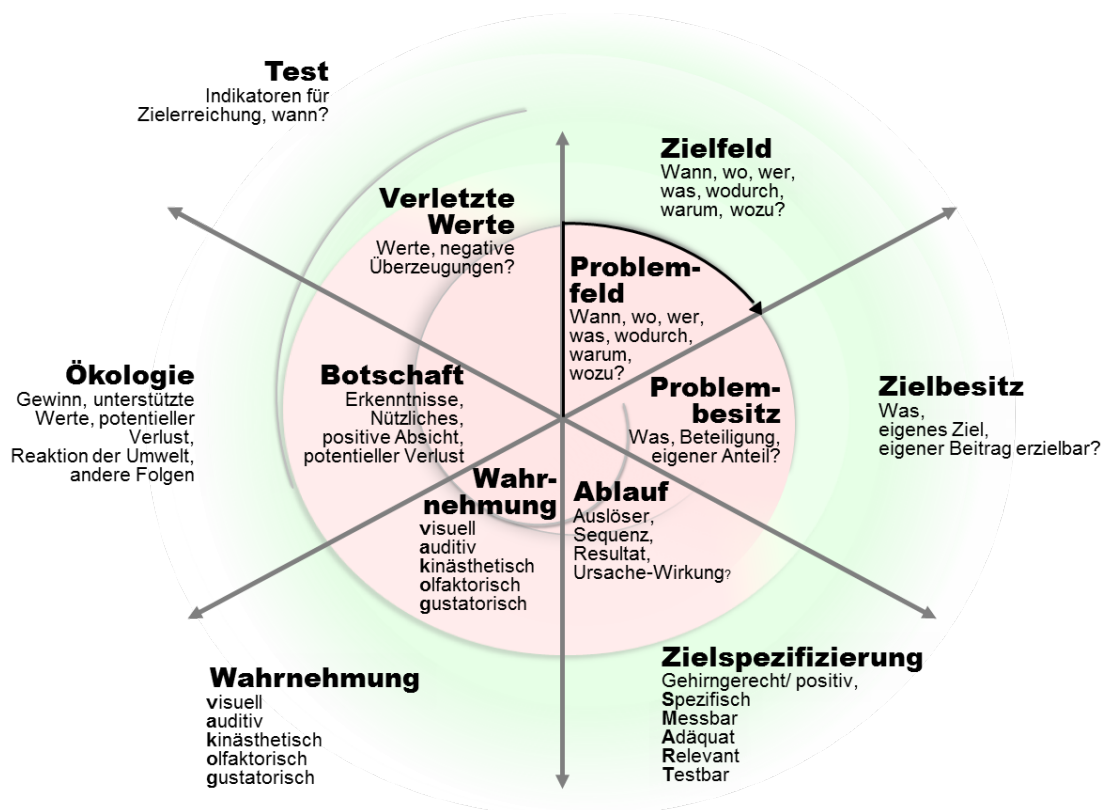 Test
Indikatoren für
Zielerreichung, wann?
Zielfeld
Wann, wo, wer,
was, wodurch,
warum, wozu?
Verletzte
Werte
Werte, negative
Überzeugungen?
Problem-
feld
Wann, wo, wer,
was, wodurch,
warum,
wozu?
Ökologie
Gewinn, unterstützte
Werte, potentieller
Verlust,
Reaktion der Umwelt,
andere Folgen
Botschaft
Erkenntnisse,
Nützliches,
positive Absicht,
potentieller Verlust
Problem-
besitz
Was, Beteiligung,
eigener Anteil?
Zielbesitz
Was,
eigenes Ziel,
eigener Beitrag erzielbar?
Wahr-
nehmung
visuell
auditiv
kinästhetisch
olfaktorisch
gustatorisch
Ablauf
Auslöser,
Sequenz,
Resultat,
Ursache-Wirkung?
Wahrnehmung
visuell
auditiv
kinästhetisch
olfaktorisch
gustatorisch
Zielspezifizierung
Gehirngerecht/ positiv,
Spezifisch
Messbar
Adäquat
Relevant
Testbar